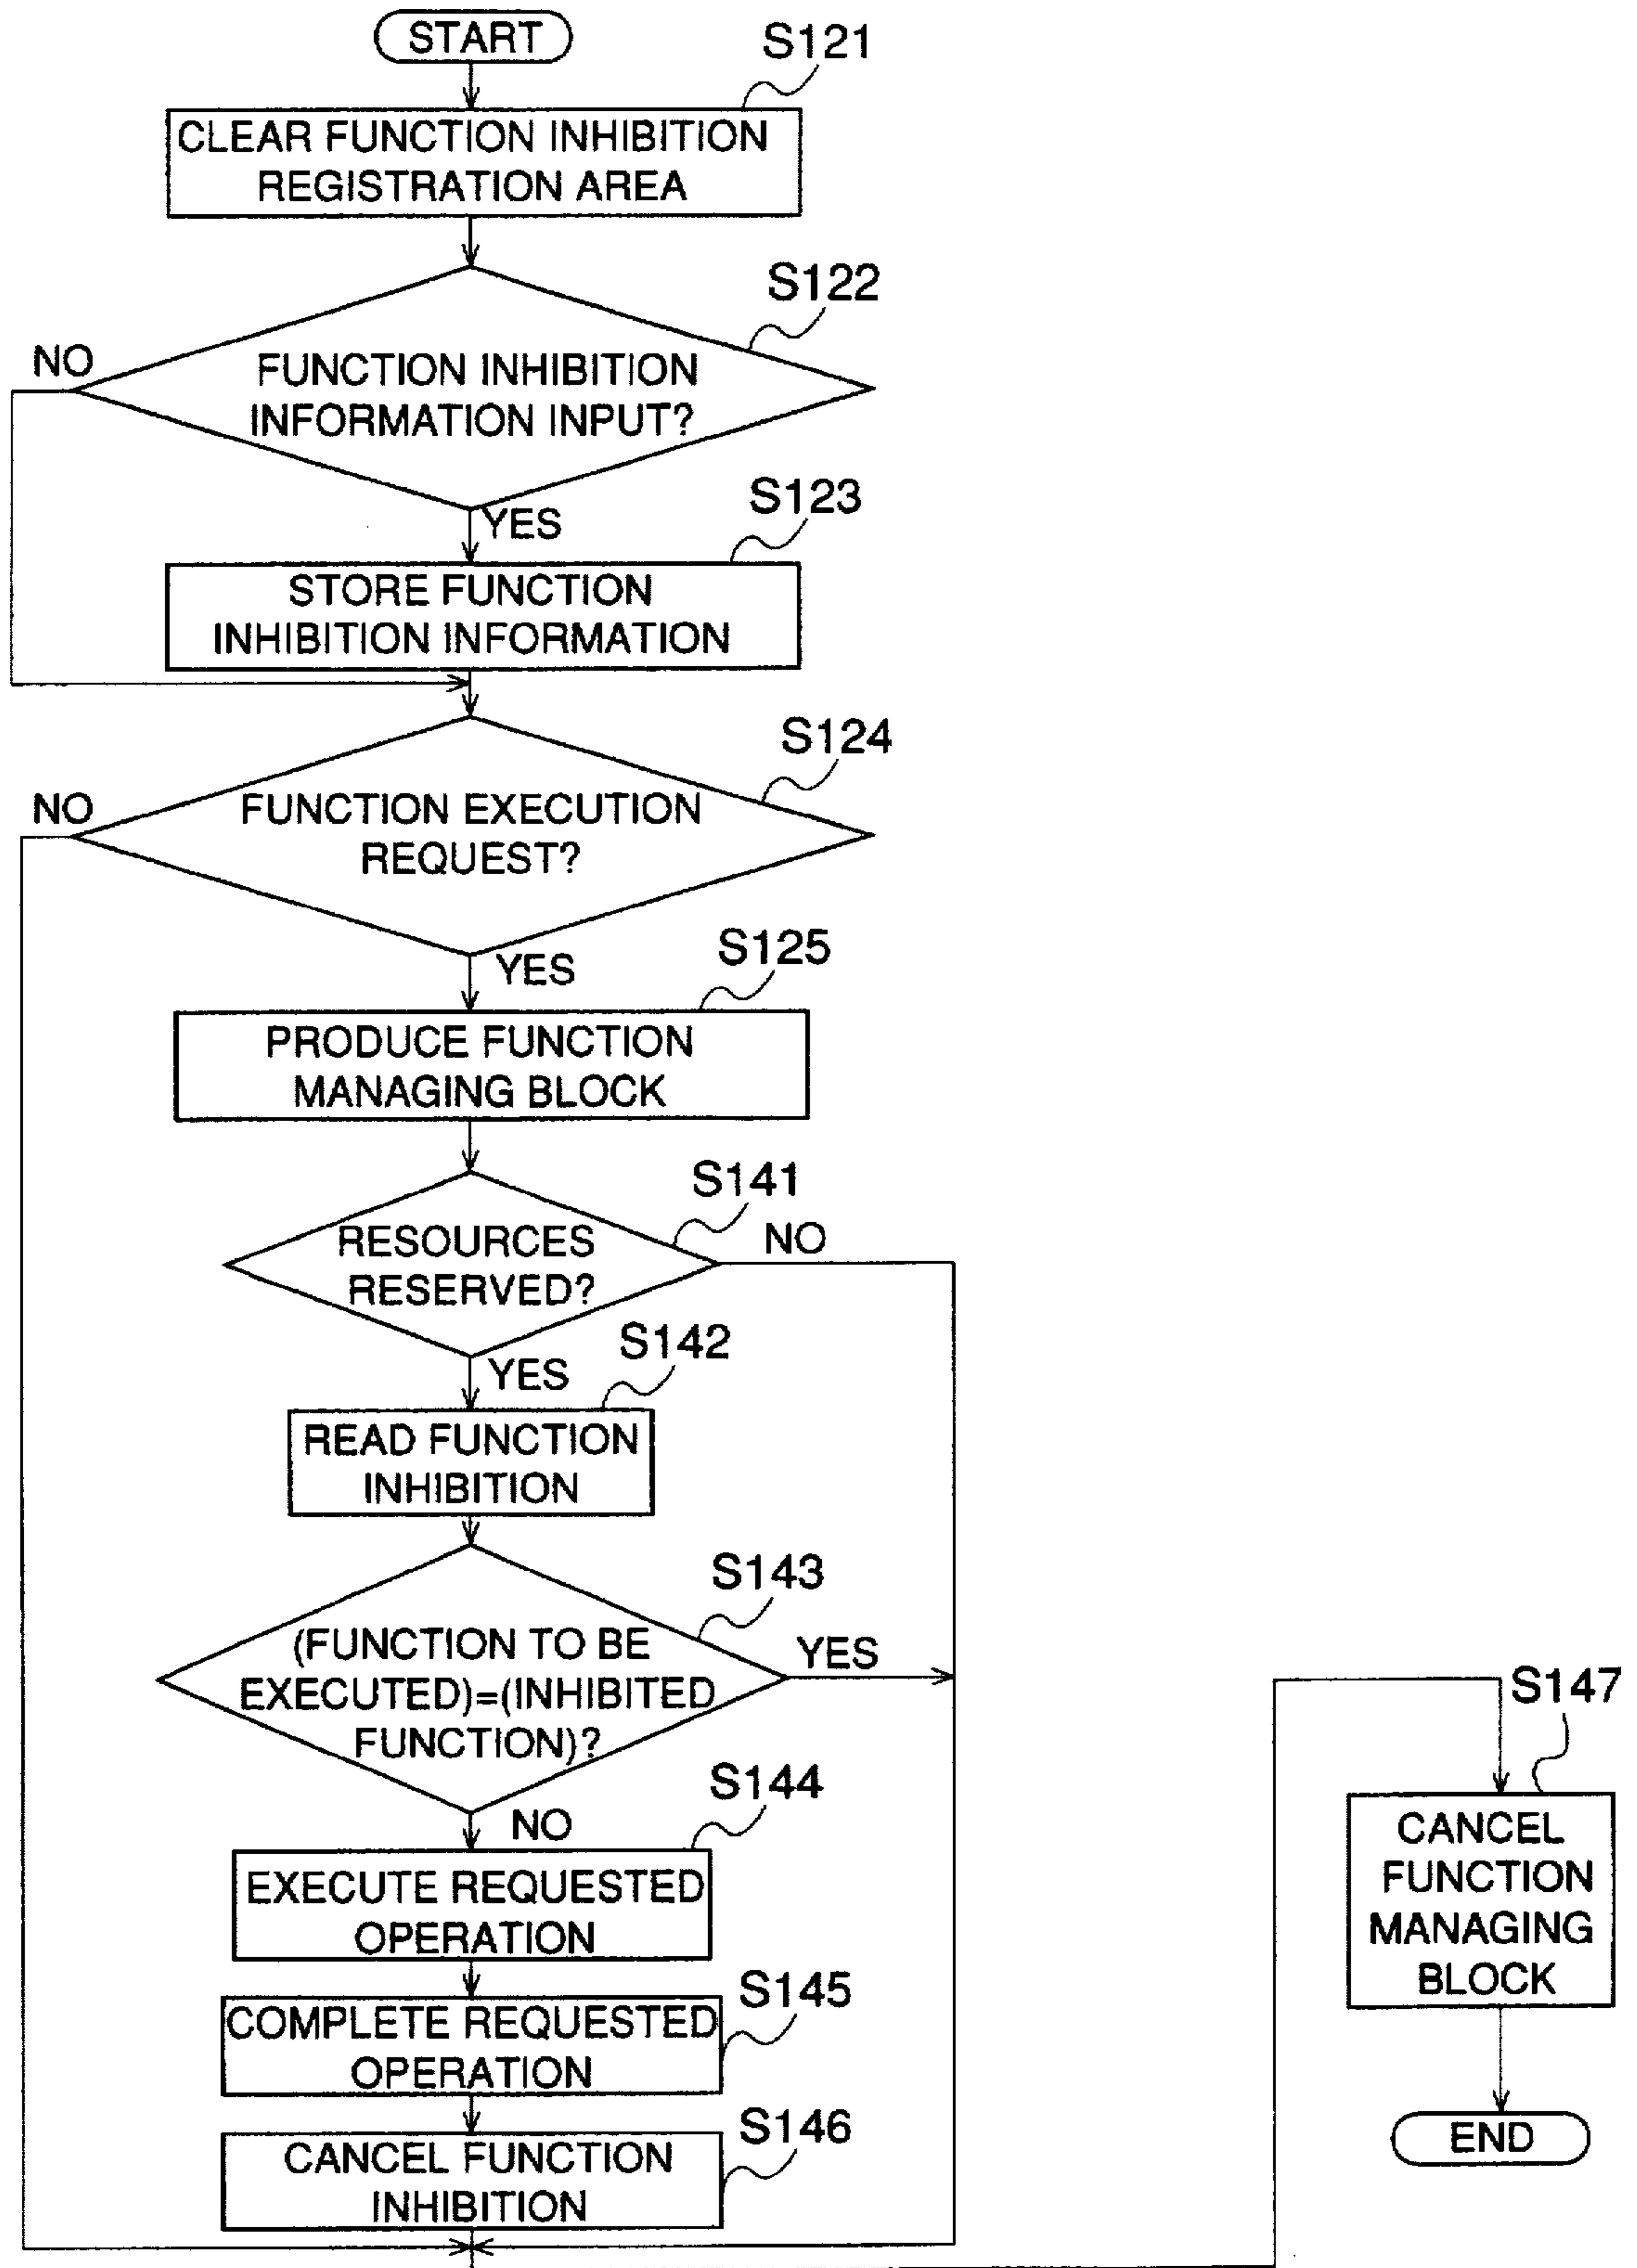 START
S121
CLEAR FUNCTION INHIBITION
REGISTRATION AREA
S122
NO
FUNCTION INHIBITION
INFORMATION INPUT?
YES
S123
STORE FUNCTION
INHIBITION INFORMATION
S124
NO
FUNCTION EXECUTION
REQUEST?
YES
S125
PRODUCE FUNCTION
MANAGING BLOCK
S141
RESOURCES
RESERVED?
NO
YES
S142
READ FUNCTION
INHIBITION
S143
(FUNCTION TO BE
EXECUTED)=(INHIBITED
FUNCTION)?
YES
NO
S144
EXECUTE REQUESTED
OPERATION
S145
COMPLETE REQUESTED
OPERATION
S146
CANCEL FUNCTION
INHIBITION
S147
CANCEL
FUNCTION
MANAGING
BLOCK
END